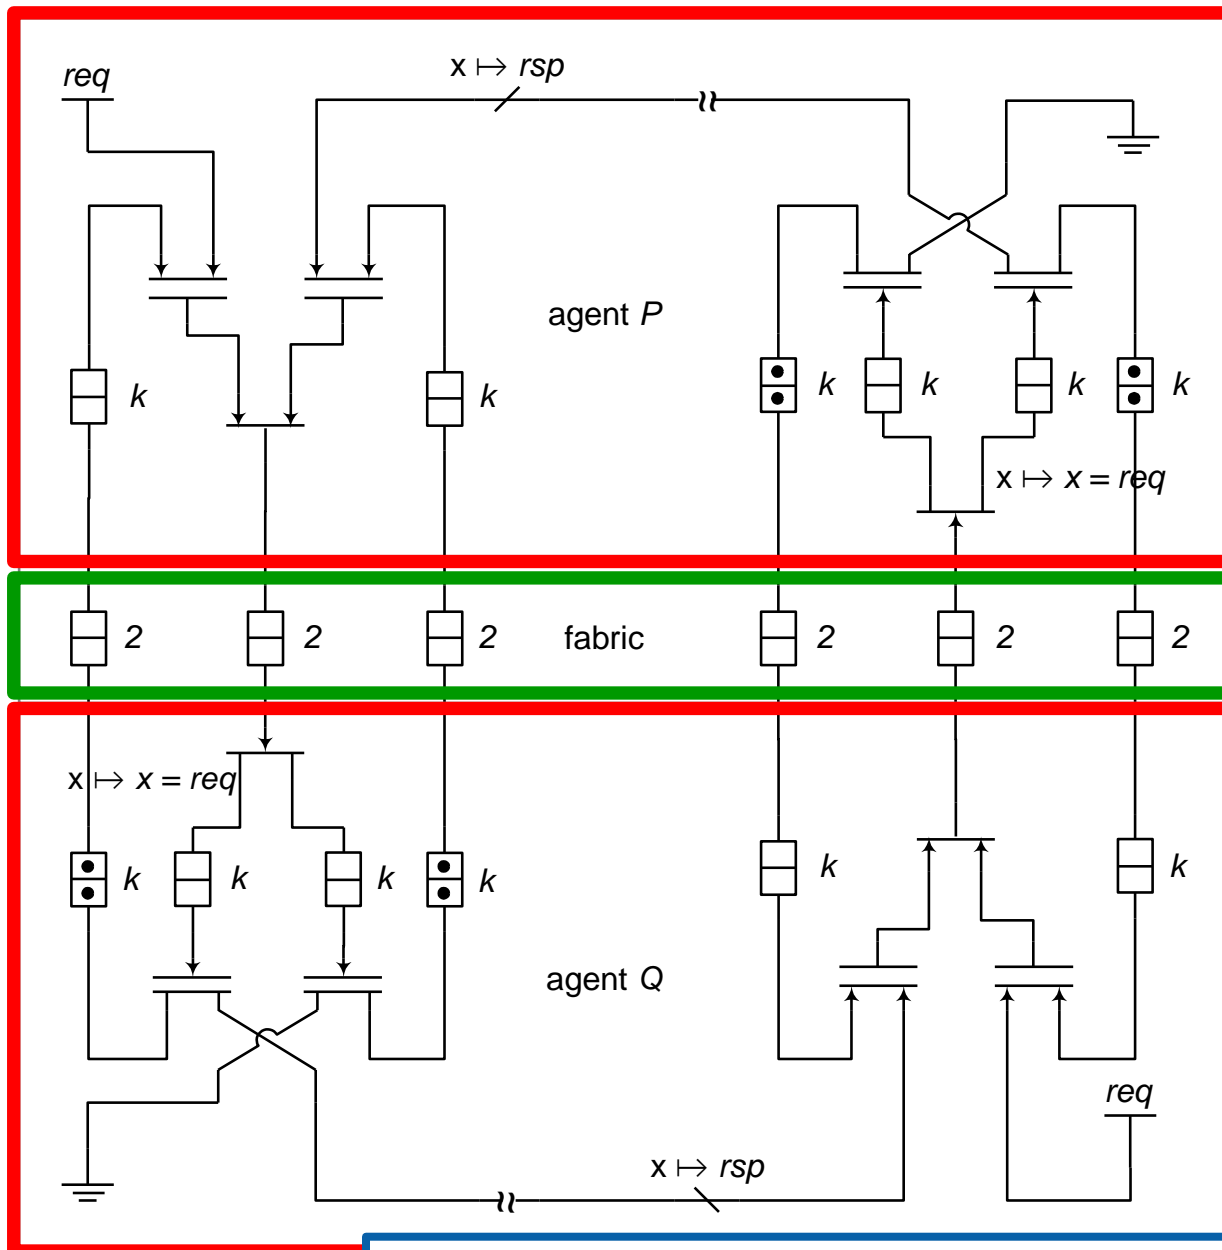 x ↦ rsp
req
agent P
k
k
k
k
k
k
x ↦ x = req
2
2
2
fabric
2
2
2
x ↦ x = req
k
k
k
k
k
k
agent Q
req
x ↦ rsp